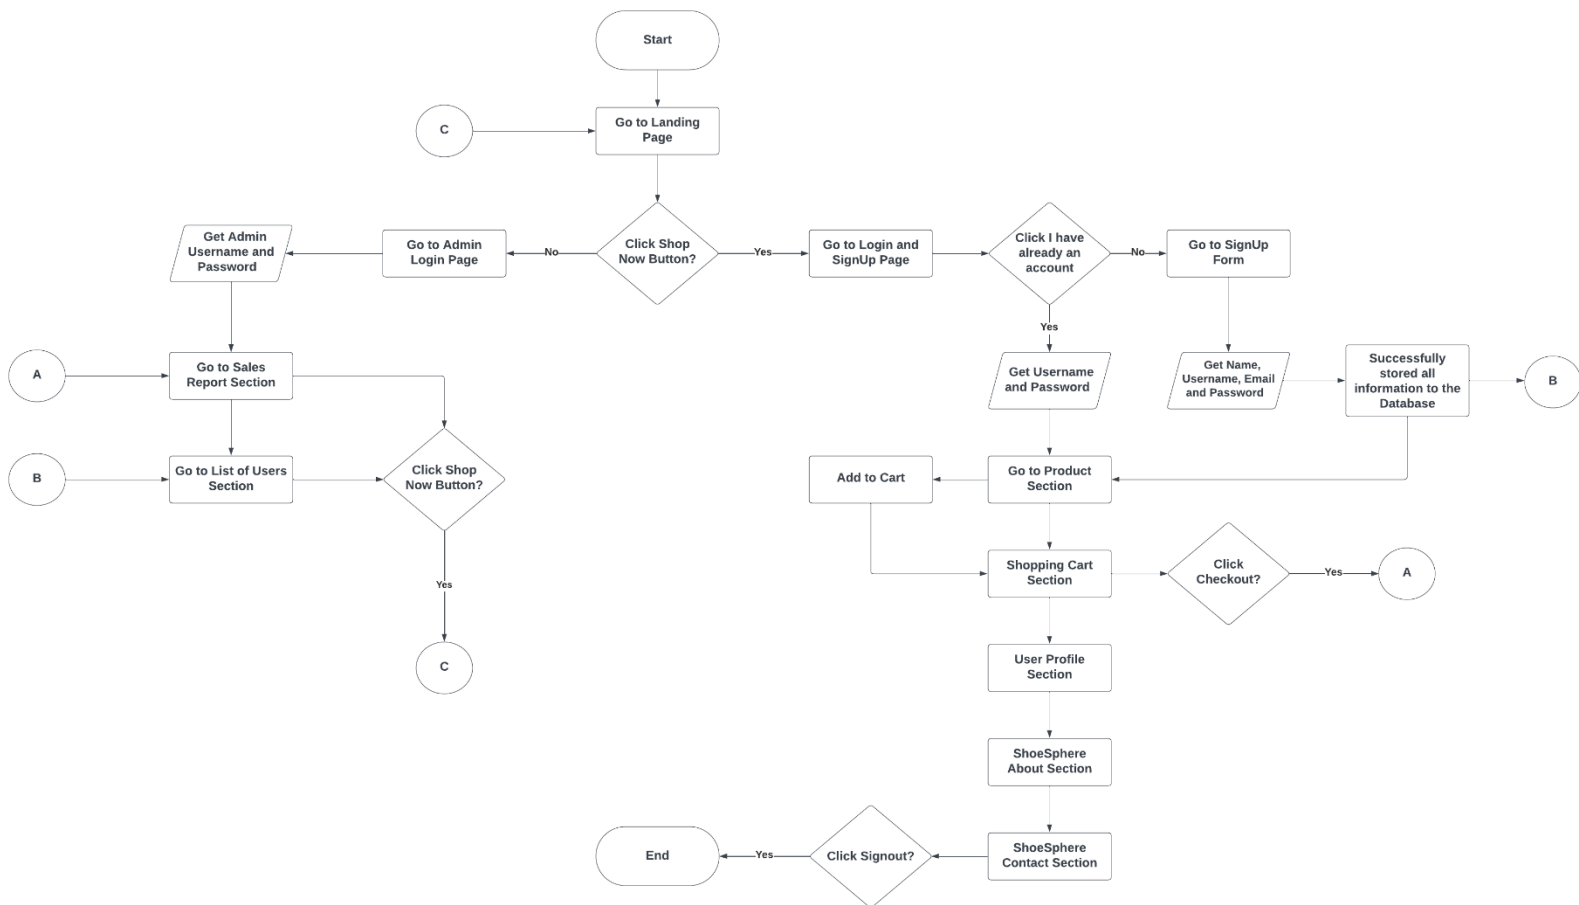 Start
C
Go to Landing
Page
Get Admin
Username and
Password
Go to Admin
Login Page
No
Click Shop
Now Button?
Yes
Go to Login and
SignUp Page
Click I have
already an
account
No
Go to SignUp
Form
Yes
A
Go to Sales
Report Section
Get Username
and Password
Get Name,
Username, Email
and Password
Successfully
stored all
information to the
Database
B
B
Go to List of Users
Section
Click Shop
Now Button?
Add to Cart
Go to Product
Section
Yes
Shopping Cart
Section
Click
Checkout?
Yes
A
C
User Profile
Section
ShoeSphere
About Section
End
Yes
Click Signout?
ShoeSphere
Contact Section